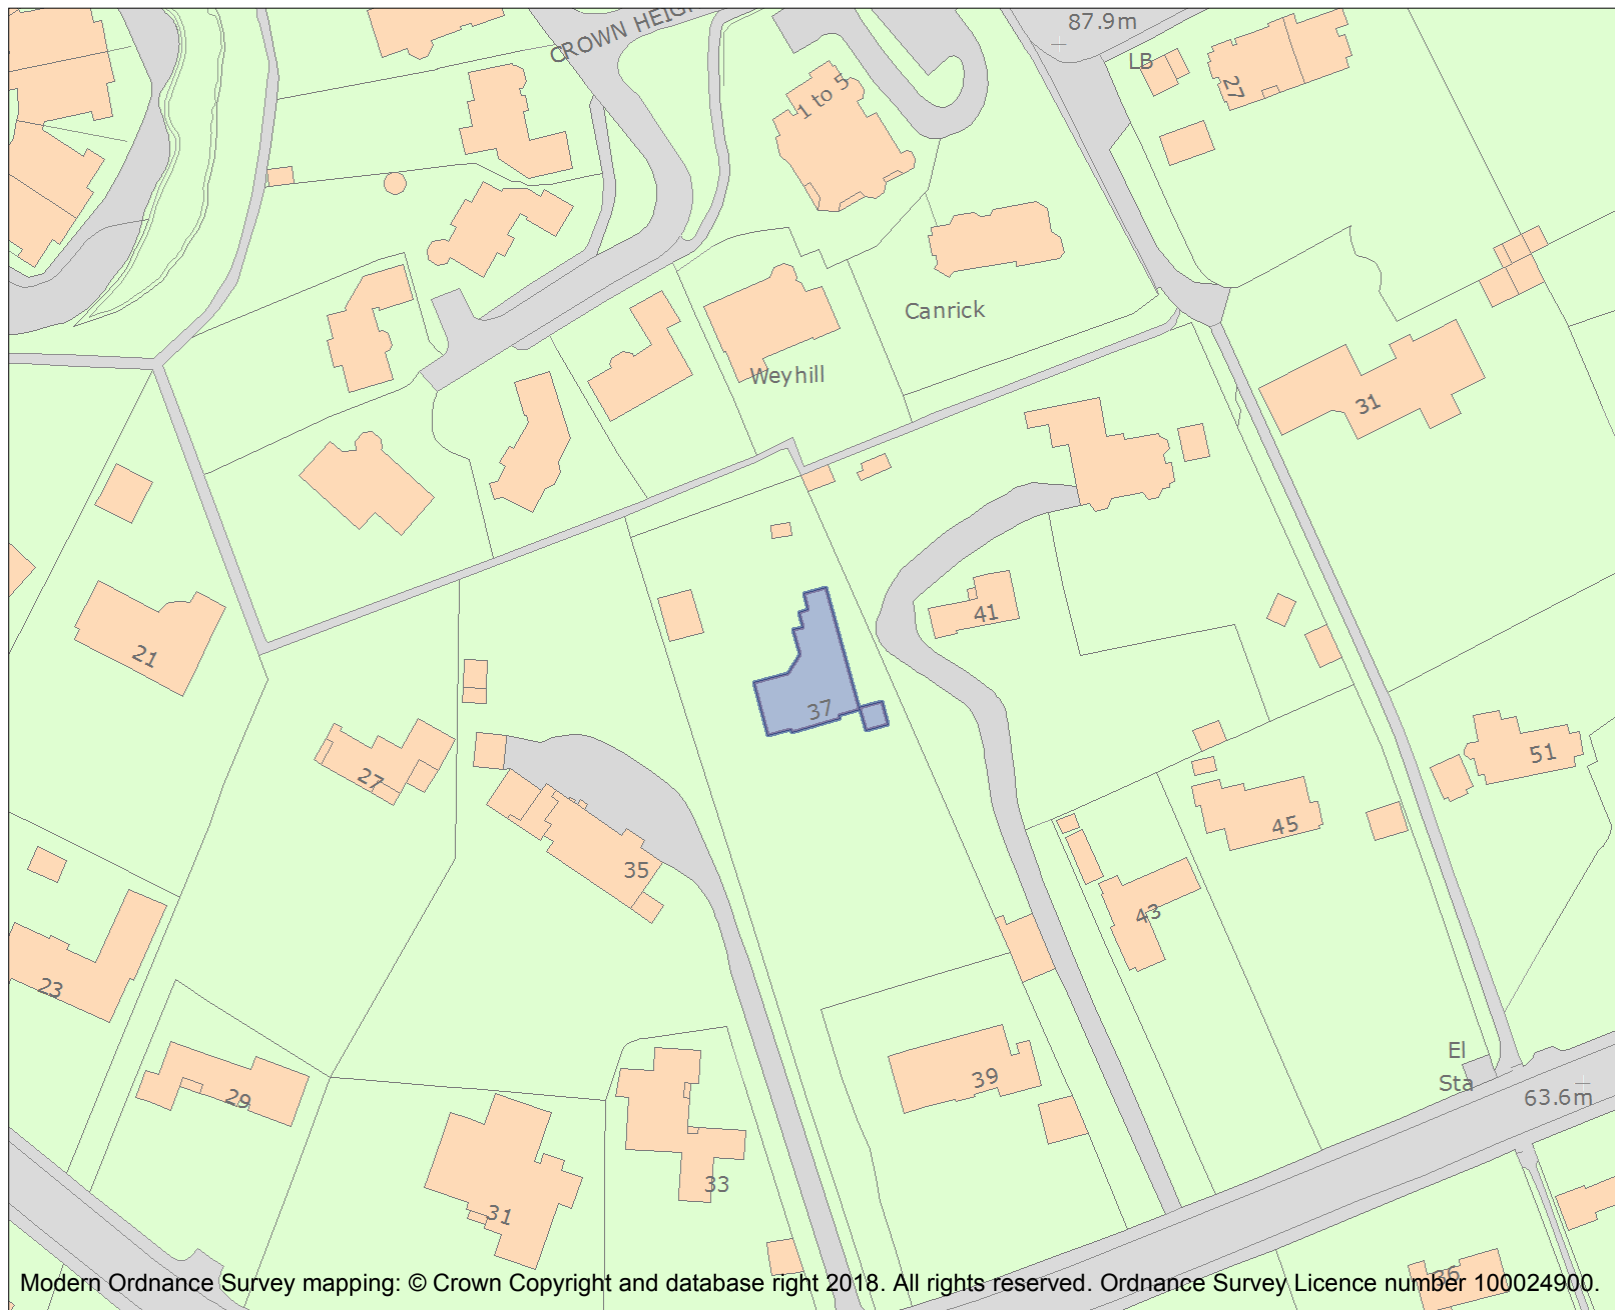 CROWN HEIG
87.9m
LB
27
1 to 5
Canrick
Weyhill
31
41
21
37
27
51
45
35
43
23
El
Sta
39
29
63.6m
33
31
36
Modern Ordnance Survey mapping: © Crown Copyright and database right 2018. All rights reserved. Ordnance Survey Licence number 100024900.